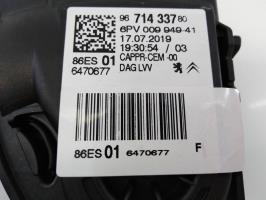 96 714 337 80
6PV 009 949-41
17.07.2019
19:30:54 / 03
86ES 01 CAPPR-CEM -00
6470677 DAG LVV
86ES 01 6470677 F